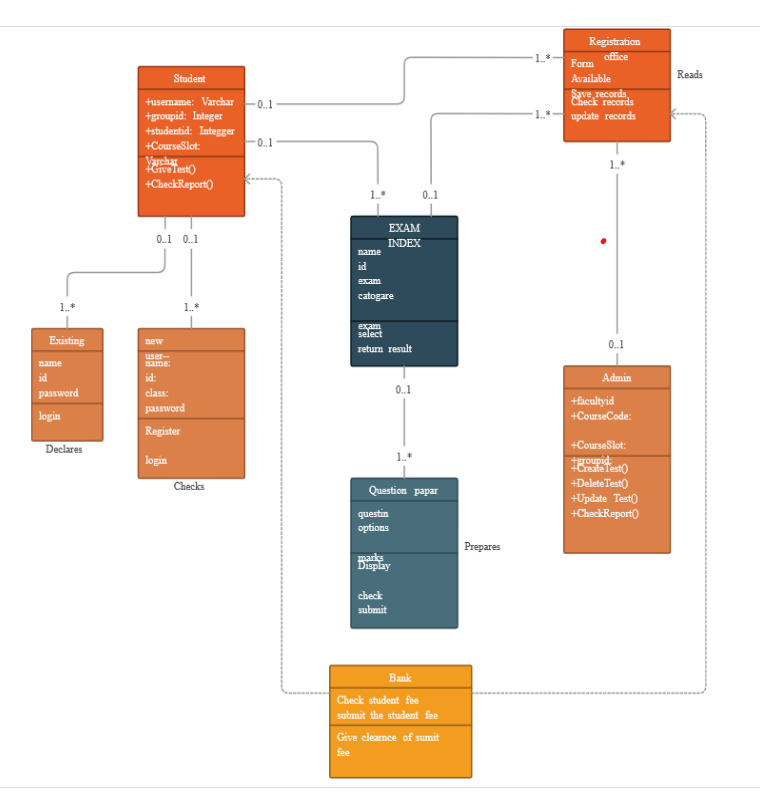 Registration
office
Form
Available
Save records
Check records
update records
Reads
1..*
1..*
1..*
Student
+username: Varchar
+groupid: Integer
+studentid: Integger
+CourseSlot:
Varchar
+GiveTest()
+CheckReport()
0..1
0..1
0..1
0..1
1..*
0..1
EXAM
INDEX
name
id
exam
catogare
exam
select
return result
0..1
1..*
1..*
1..*
Existing
name
id
password
login
Declares
new
user--
name:
id:
class:
password
Register
login
Checks
0..1
Admin
+facultyid
+CourseCode:
+CourseSlot:
+groupid:
+CreateTest()
+DeleteTest()
+Update Test()
+CheckReport()
Question papar
questin
options
marks
Display
check
submit
Prepares
Bank
Check student fee
submit the student fee
Give clearnce of sumit
fee